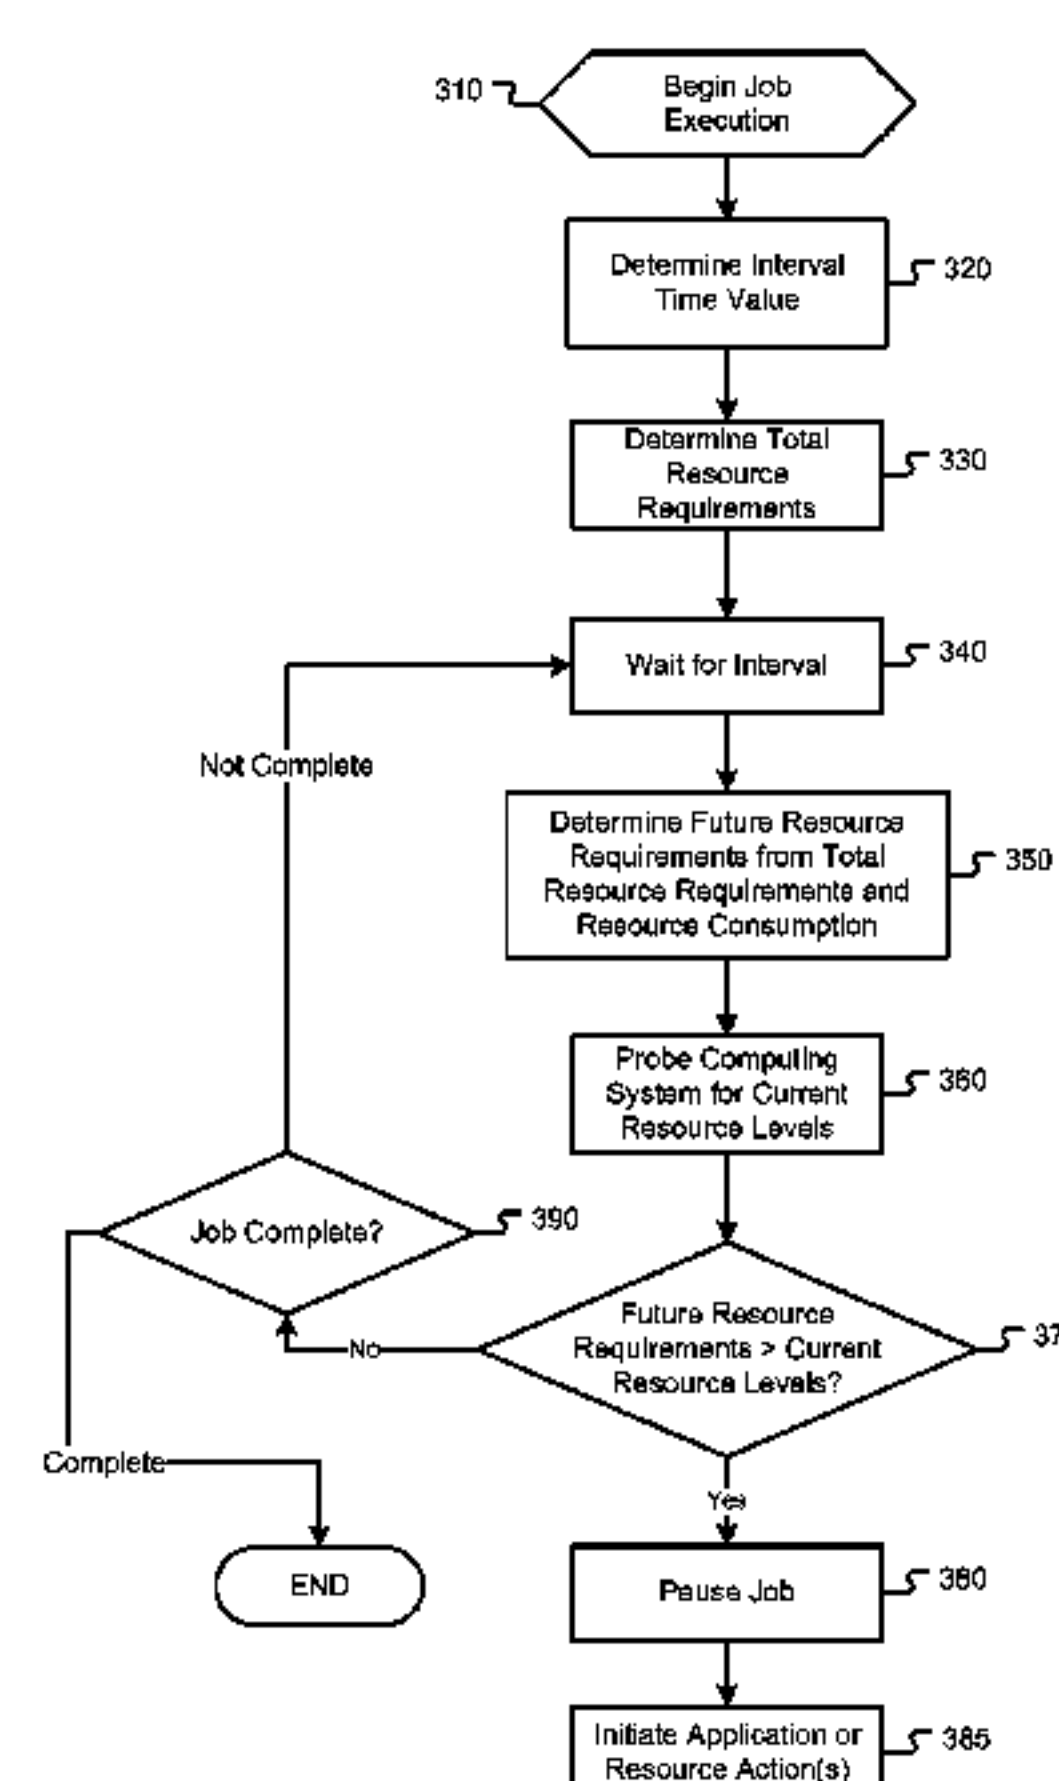 310
Begin Job
Execution
Determine Interval
Time Value
320
Determine Total
Resource
Requirements
330
Wait for Interval
340
Not Complete
Determine Future Resource
Requirements from Total
Resource Requirements and
Resource Consumption
350
Probe Computing
System for Current
Resource Levels
360
Job Complete?
390
Future Resource
Requirements > Current
Resource Levels?
37
No
Complete
Yes
END
Pause Job
380
Initiate Application or
Resource Action(s)
385